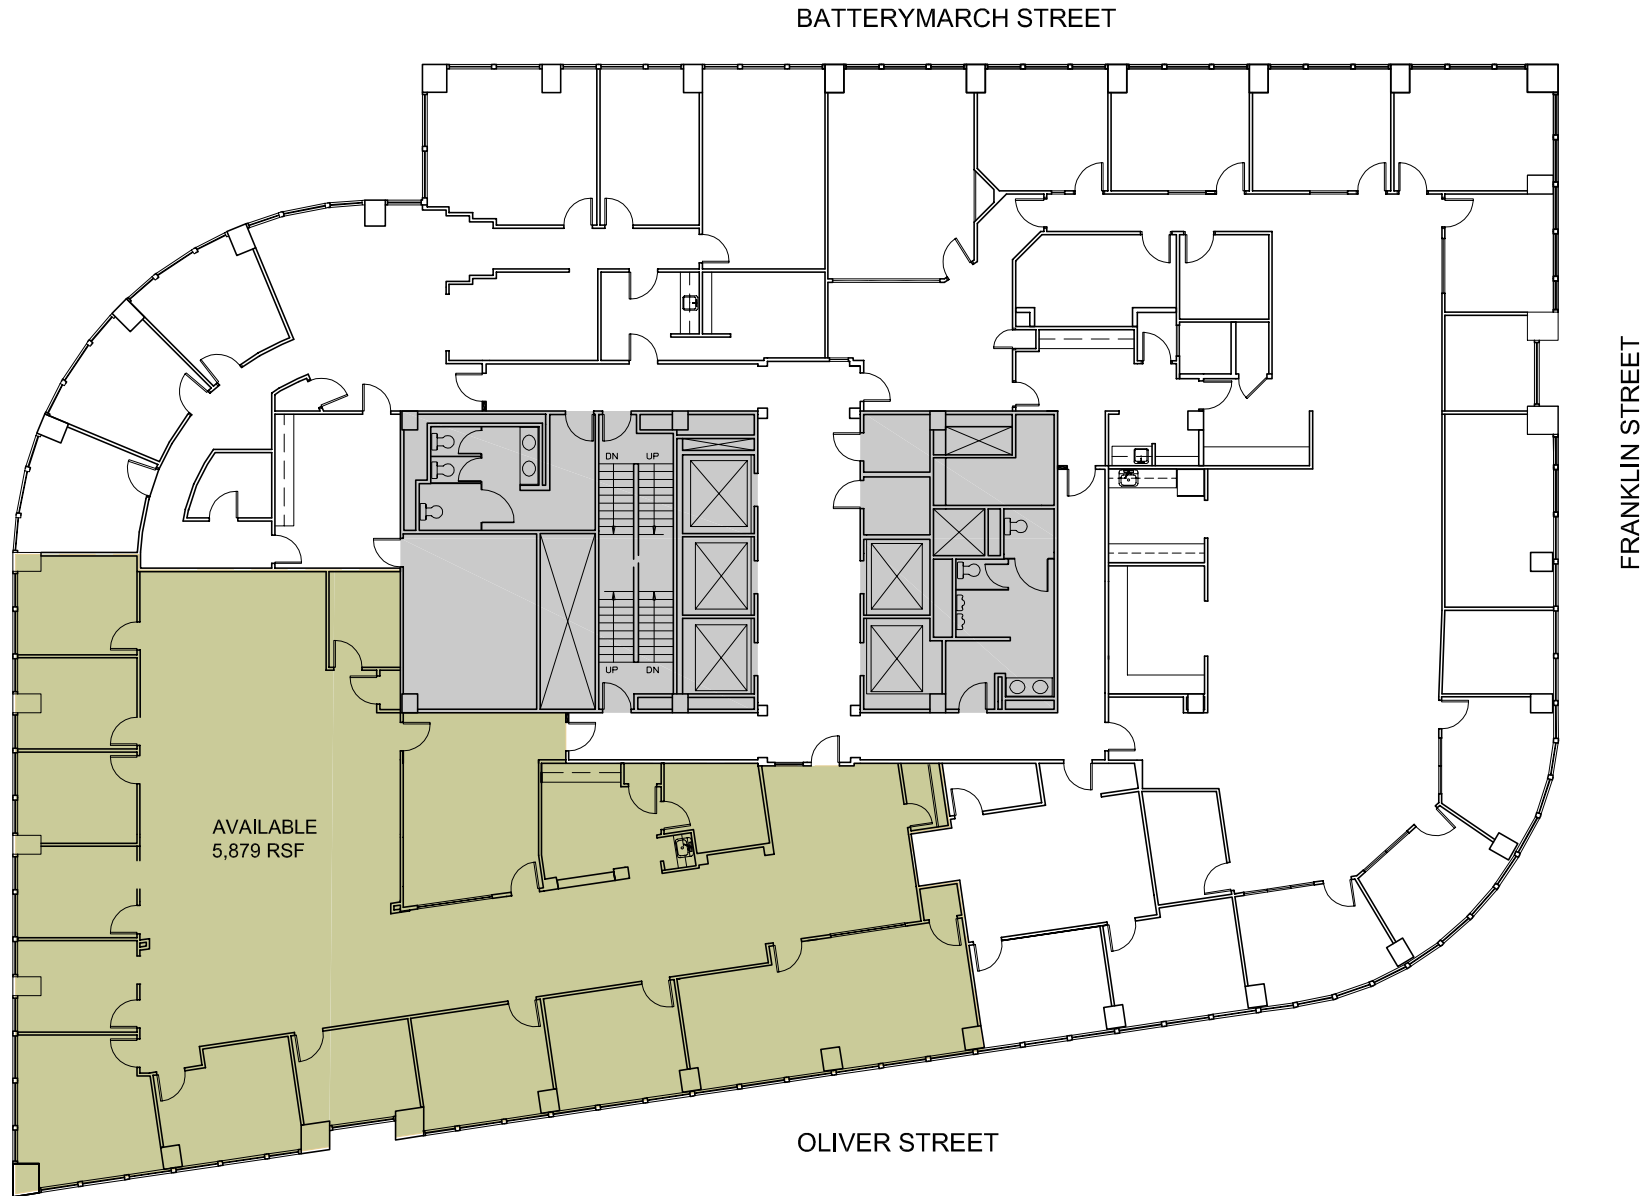 BATTERYMARCH STREET
FRANKLIN STREET
DN UP
UP DN
AVAILABLE
5,879 RSF
OLIVER STREET